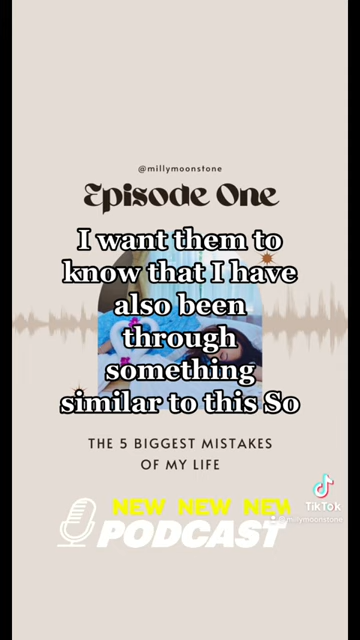 @millymoonstone
Episode One
I want them to
know that I have
also been
through
something
similar to this So
THE 5 BIGGEST MISTAKES
OF MY LIFE
NEW NEW NEW
PODCAST
TikTok
@millymoonstone